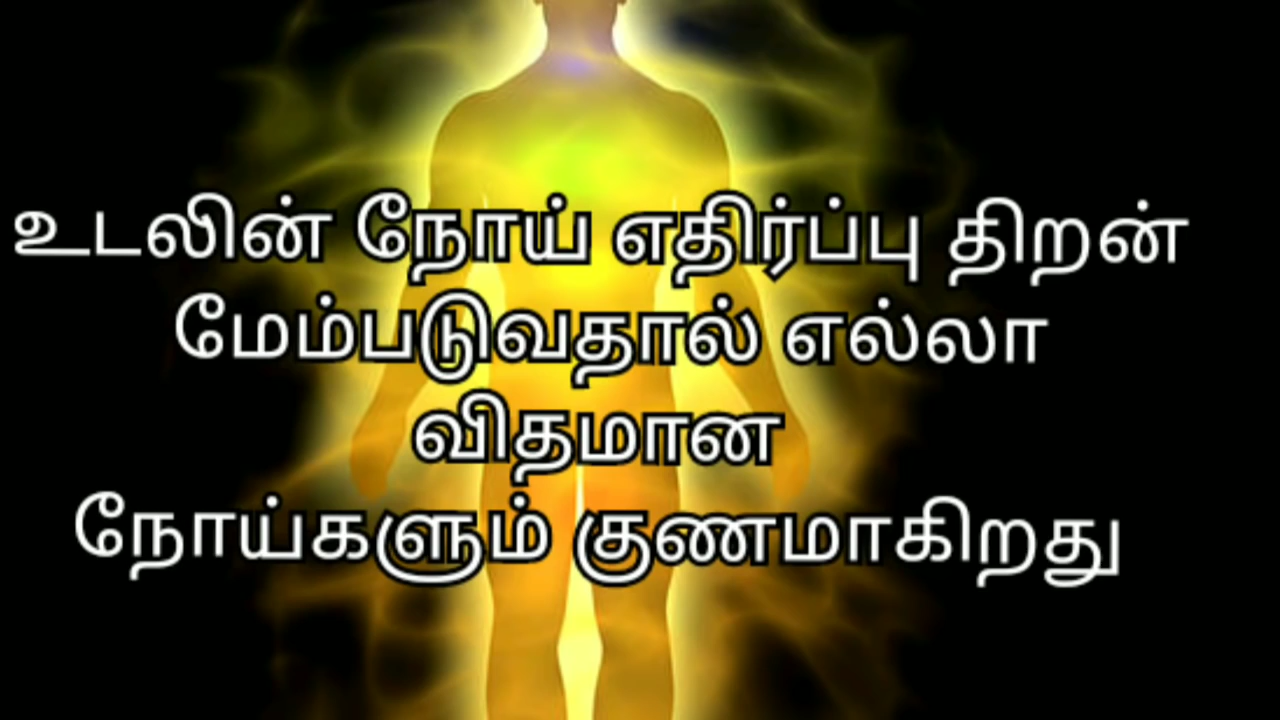 உடலின் நோய் எதிர்ப்பு திறன்
மேம்படுவதால் எல்லா
விதமான
நோய்களும் குணமாகிறது